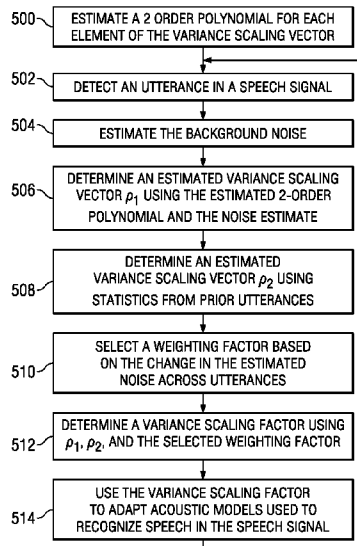 500
ESTIMATE A 2 ORDER POLYNOMIAL FOR EACH
ELEMENT OF THE VARIANCE SCALING VECTOR
502
DETECT AN UTTERANCE IN A SPEECH SIGNAL
504
ESTIMATE THE BACKGROUND NOISE
506
DETERMINE AN ESTIMATED VARIANCE SCALING
VECTOR ρ1 USING THE ESTIMATED 2-ORDER
POLYNOMIAL AND THE NOISE ESTIMATE
508
DETERMINE AN ESTIMATED
VARIANCE SCALING VECTOR ρ2 USING
STATISTICS FROM PRIOR UTTERANCES
510
SELECT A WEIGHTING FACTOR BASED
ON THE CHANGE IN THE ESTIMATED
NOISE ACROSS UTTERANCES
512
DETERMINE A VARIANCE SCALING FACTOR USING
ρ1, ρ2, AND THE SELECTED WEIGHTING FACTOR
514
USE THE VARIANCE SCALING FACTOR
TO ADAPT ACOUSTIC MODELS USED TO
RECOGNIZE SPEECH IN THE SPEECH SIGNAL